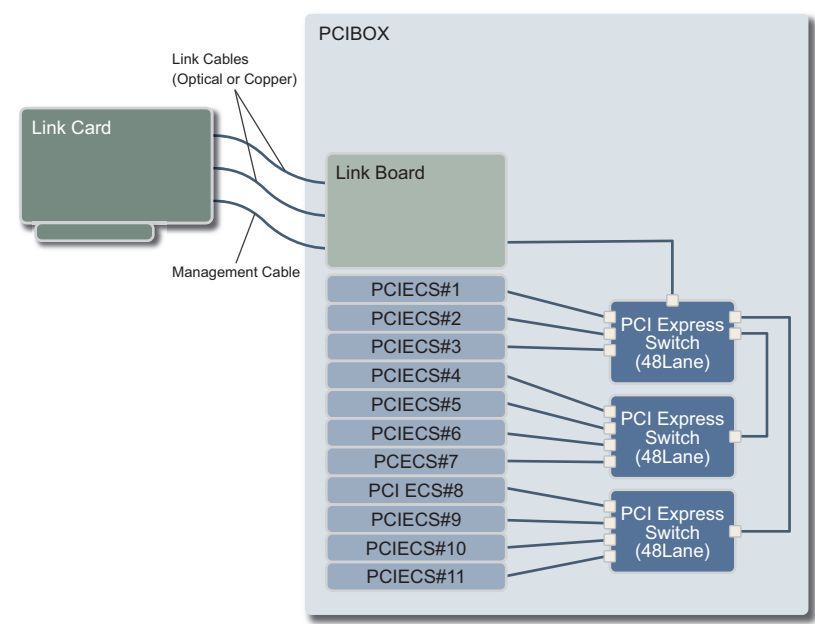 PCIBOX
Link Cables
(Optical or Copper)
Link Card
Link Board
Management Cable
PCIECS#1
PCIECS#2
PCIECS#3
PCIECS#4
PCIECS#5
PCIECS#6
PCECS#7
PCI ECS#8
PCIECS#9
PCIECS#10
PCIECS#11
PCI Express
Switch
(48Lane)
PCI Express
Switch
(48Lane)
PCI Express
Switch
(48Lane)